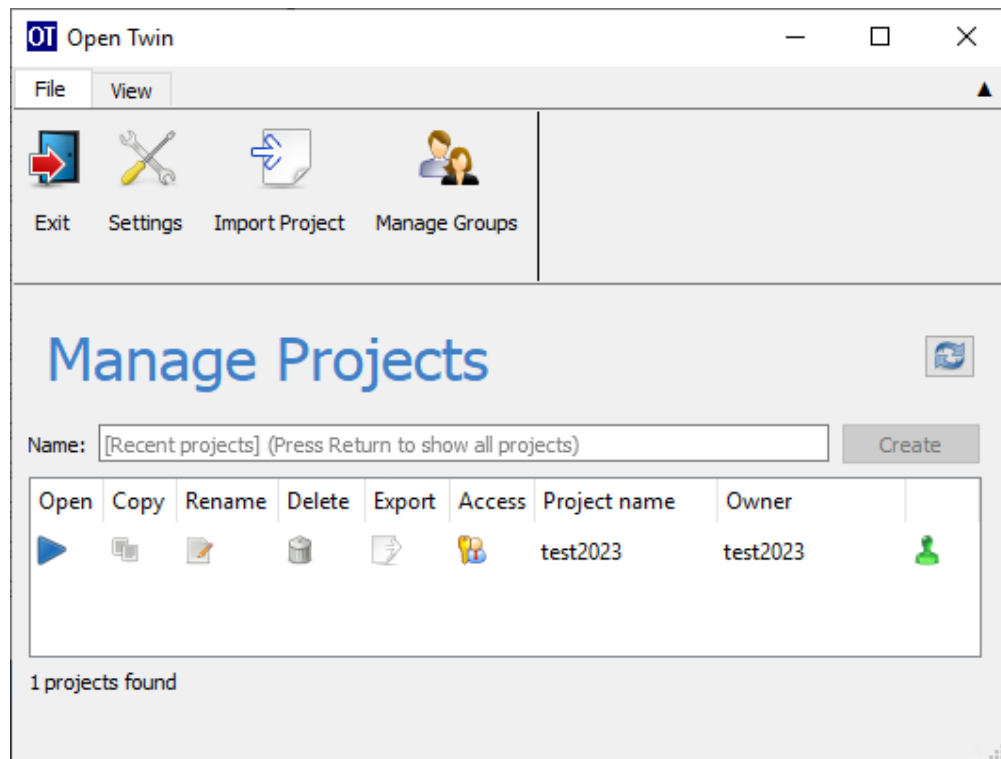 OT Open Twin
File View
Exit Settings Import Project Manage Groups
Manage Projects
Name: [Recent projects] (Press Return to show all projects) Create
Open Copy Rename Delete Export Access Project name Owner
test2023 test2023
1 projects found